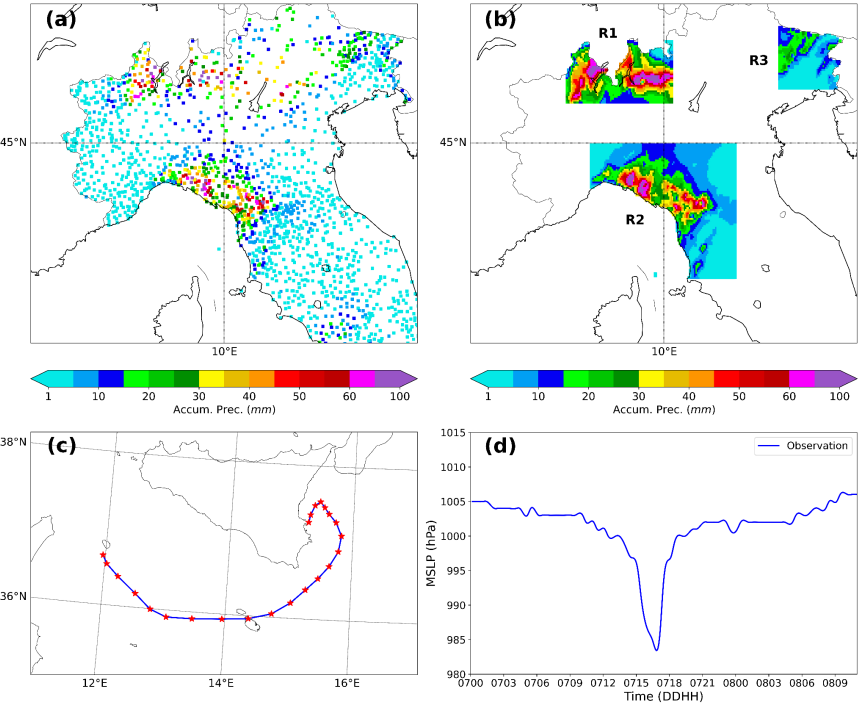 (a)
45°N
10°E
1 10 20 30 40 50 60 100
Accum. Prec. (mm)
(b)
R1
R3
45°N
R2
10°E
1 10 20 30 40 50 60 100
Accum. Prec. (mm)
(c)
38°N
36°N
12°E 14°E 16°E
(d)
Observation
1015
1010
1005
1000
995
990
985
980
MSLP (hPa)
0700 0703 0706 0709 0712 0715 0718 0721 0800 0803 0806 0809
Time (DDHH)